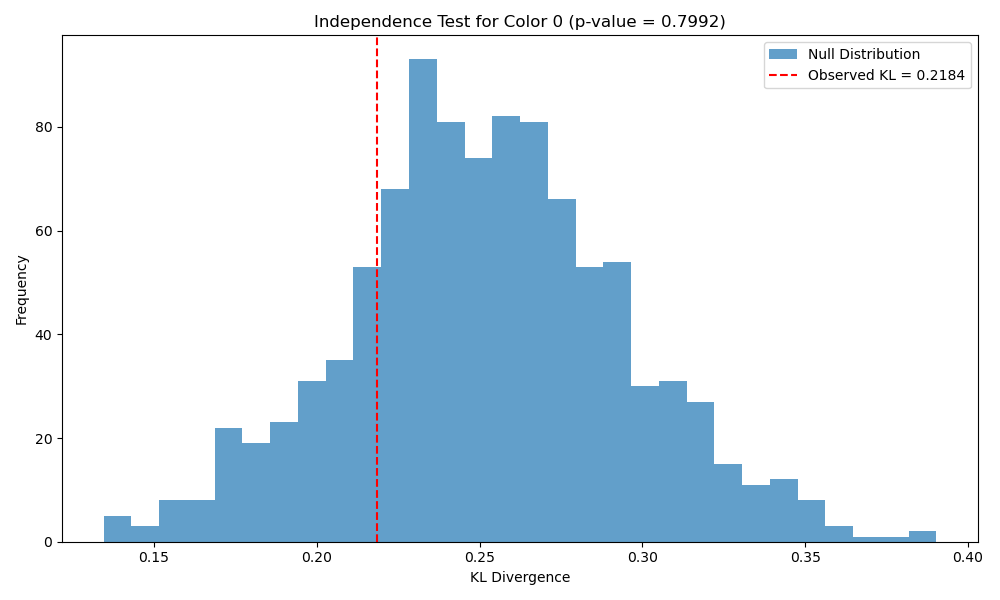 Independence Test for Color 0 (p-value = 0.7992)
Null Distribution
Observed KL = 0.2184
Frequency
80
60
40
20
0
0.15 0.20 0.25 0.30 0.35 0.40
KL Divergence